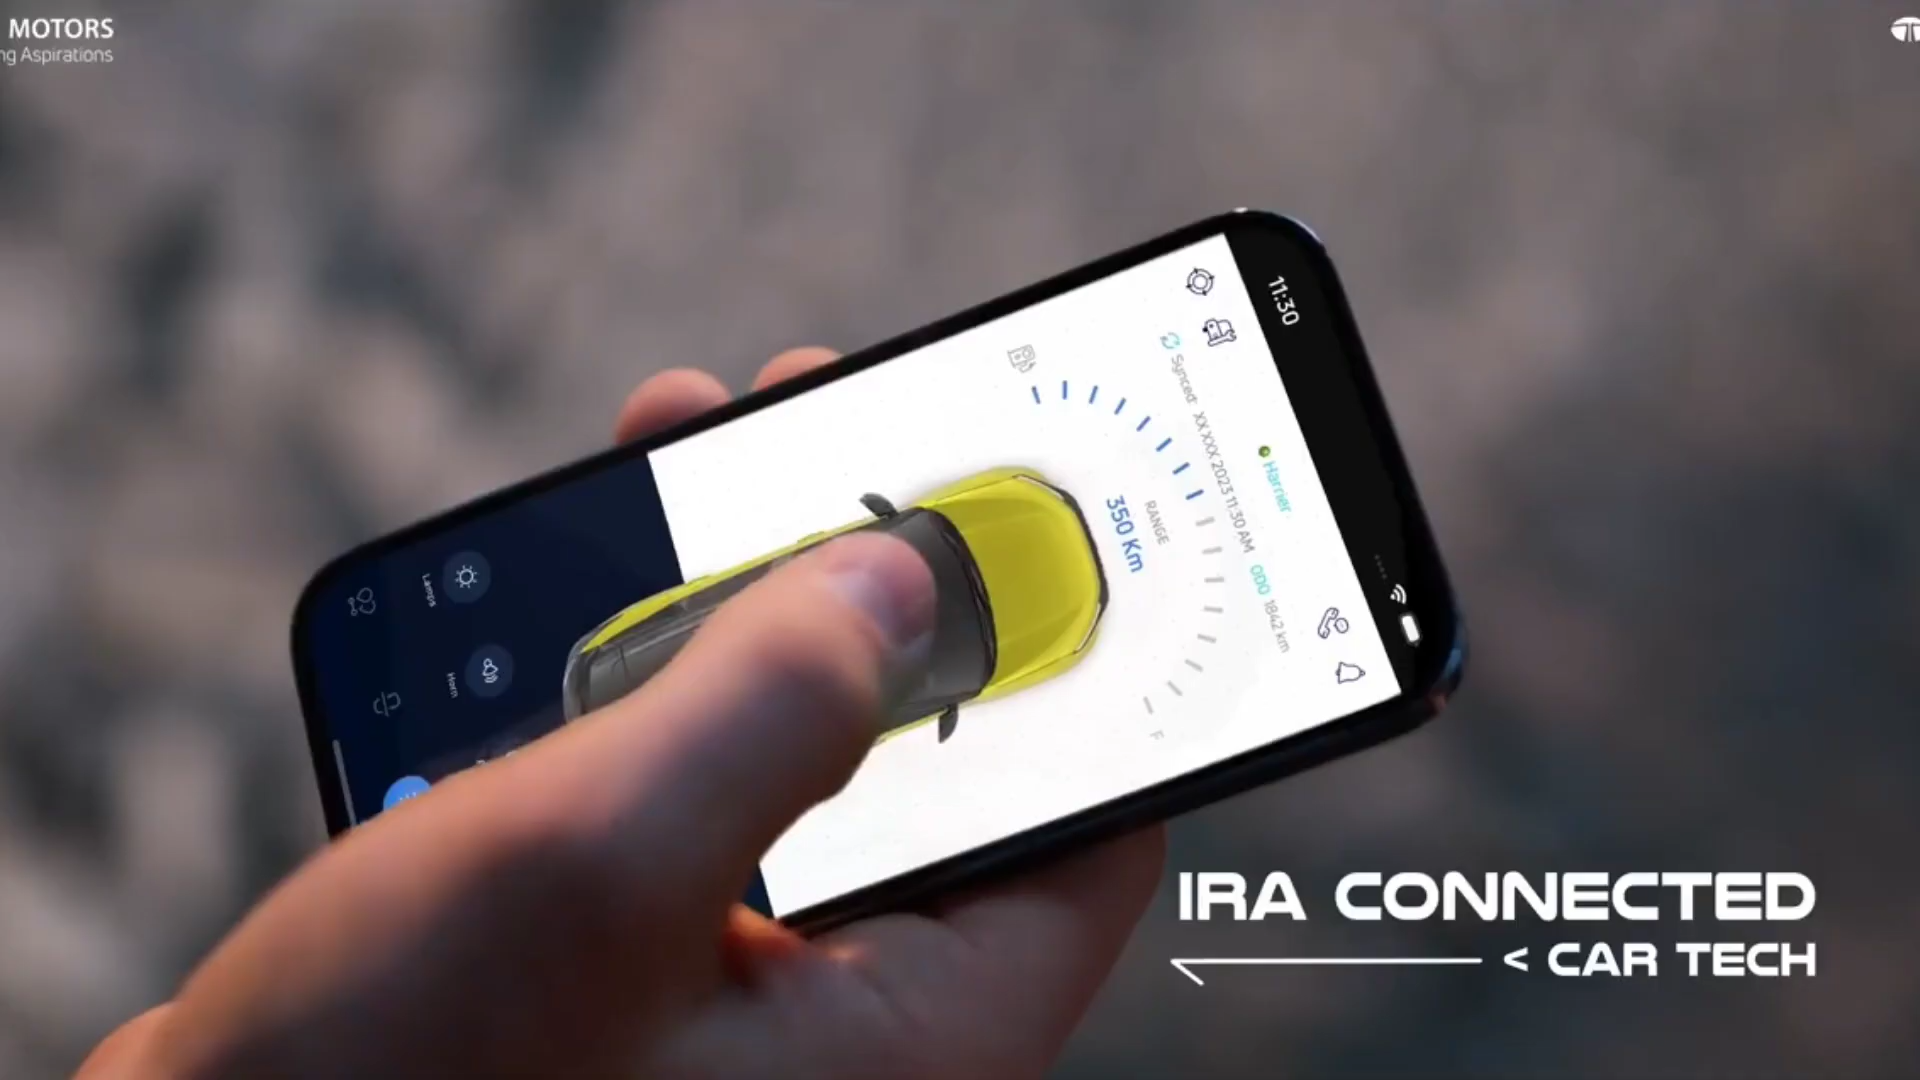 MOTORS
ng Aspirations
11:30
Harrier
Synced: XX XXX 2023 11:30 AM ODO 1842 km
RANGE
350 Km
F
Lamps
Horn
IRA CONNECTED
< CAR TECH